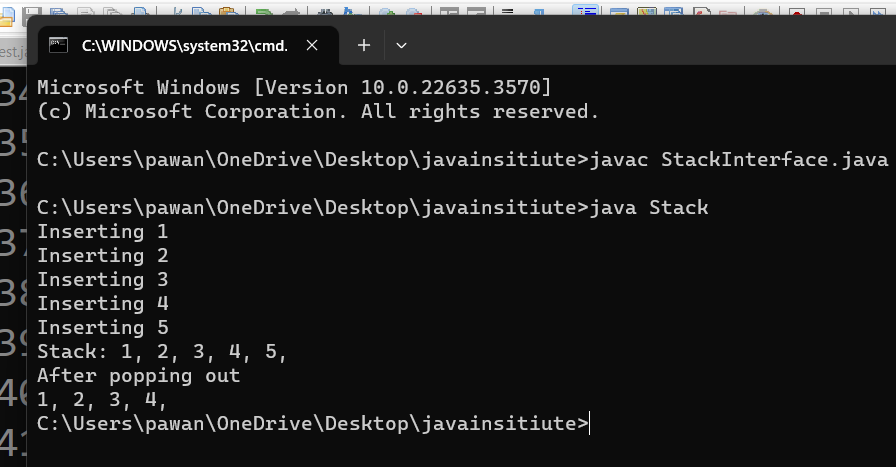 C:\WINDOWS\system32\cmd.
Microsoft Windows [Version 10.0.22635.3570]
(c) Microsoft Corporation. All rights reserved.
C:\Users\pawan\OneDrive\Desktop\javainsitiute>javac StackInterface.java
C:\Users\pawan\OneDrive\Desktop\javainsitiute>java Stack
Inserting 1
Inserting 2
Inserting 3
Inserting 4
Inserting 5
Stack: 1, 2, 3, 4, 5,
After popping out
1, 2, 3, 4,
C:\Users\pawan\OneDrive\Desktop\javainsitiute>